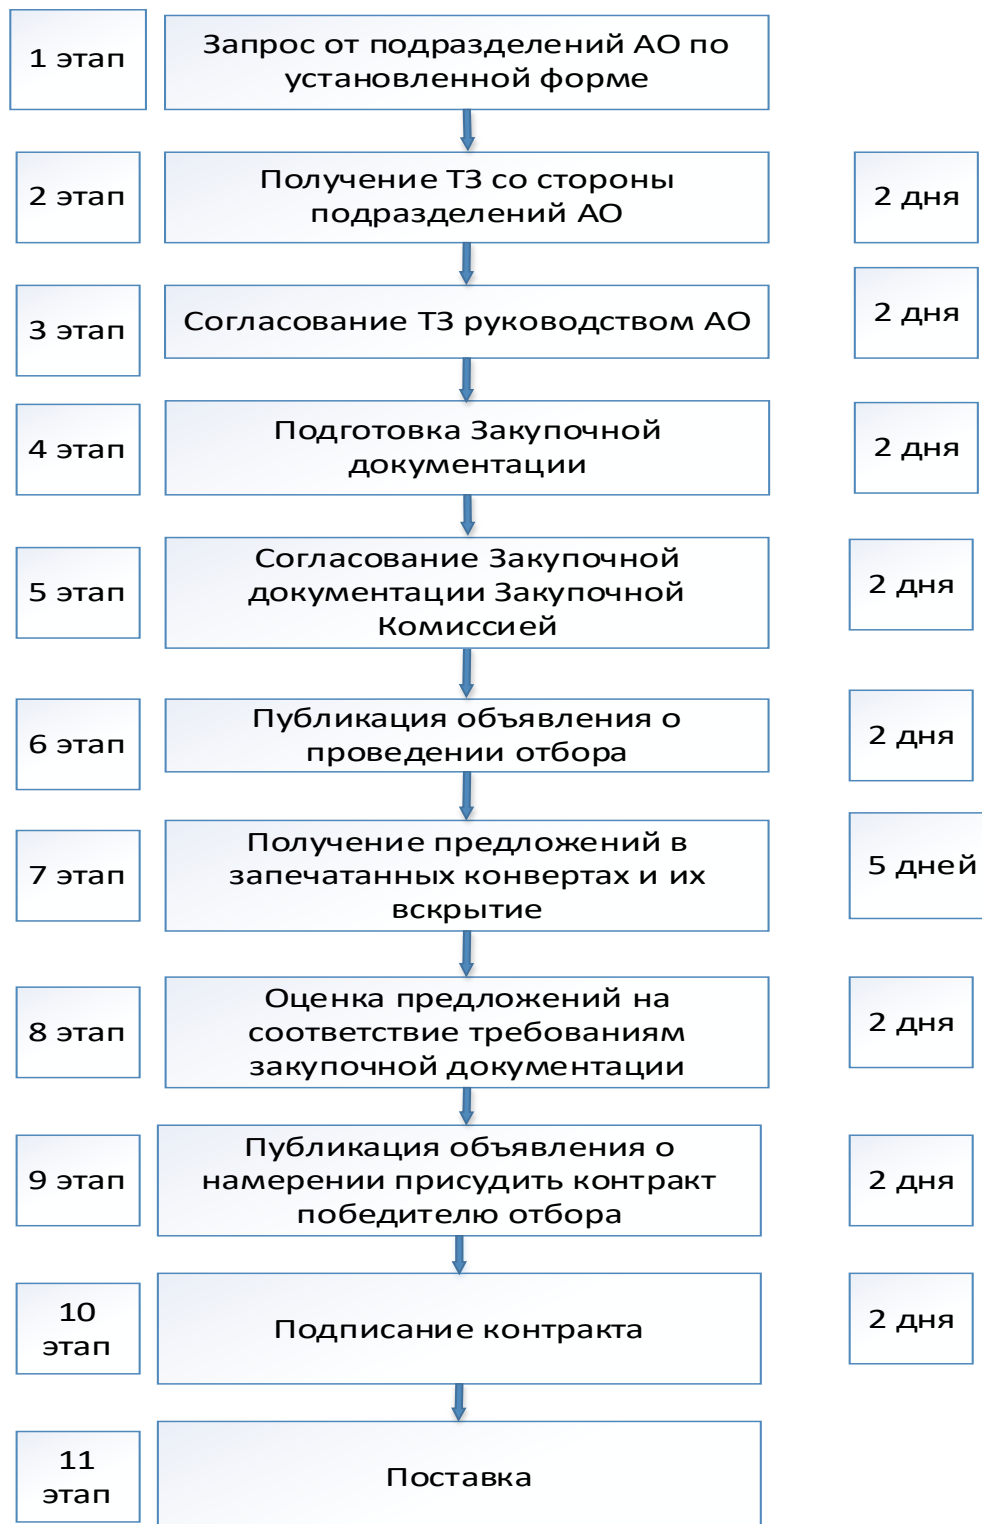 1 этап
Запрос от подразделений АО по
установленной форме
2 этап
Получение ТЗ со стороны
подразделений АО
2 дня
3 этап
Согласование ТЗ руководством АО
2 дня
4 этап
Подготовка Закупочной
документации
2 дня
5 этап
Согласование Закупочной
документации Закупочной
Комиссией
2 дня
6 этап
Публикация объявления о
проведении отбора
2 дня
7 этап
Получение предложений в
запечатанных конвертах и их
вскрытие
5 дней
8 этап
Оценка предложений на
соответствие требованиям
закупочной документации
2 дня
9 этап
Публикация объявления о
намерении присудить контракт
победителю отбора
2 дня
10
этап
Подписание контракта
2 дня
11
этап
Поставка